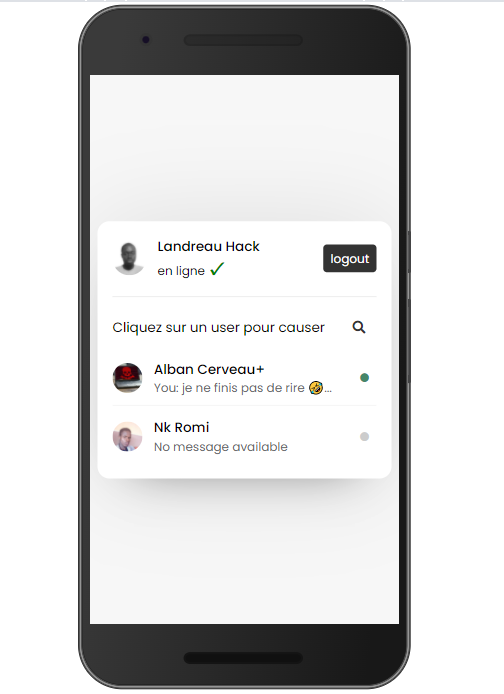 Landreau Hack
en ligne ✓
logout
Cliquez sur un user pour causer
Alban Cerveau+
You: je ne finis pas de rire 🤣...
Nk Romi
No message available